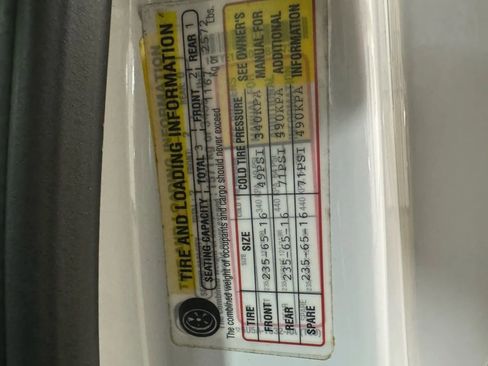 TIRE AND LOADING INFORMATION
SEATING CAPACITY TOTAL 3 FRONT 2 REAR 1
The combined weight of occupants and cargo should never exceed 1167 Kg or 2572 Lbs.
TIRE SIZE COLD TIRE PRESSURE SEE OWNER'S
FRONT 235-65-16 49PSI 340KPA MANUAL FOR
REAR 235-65-16 71PSI 490KPA ADDITIONAL
SPARE 235-65-16 71PSI 490KPA INFORMATION